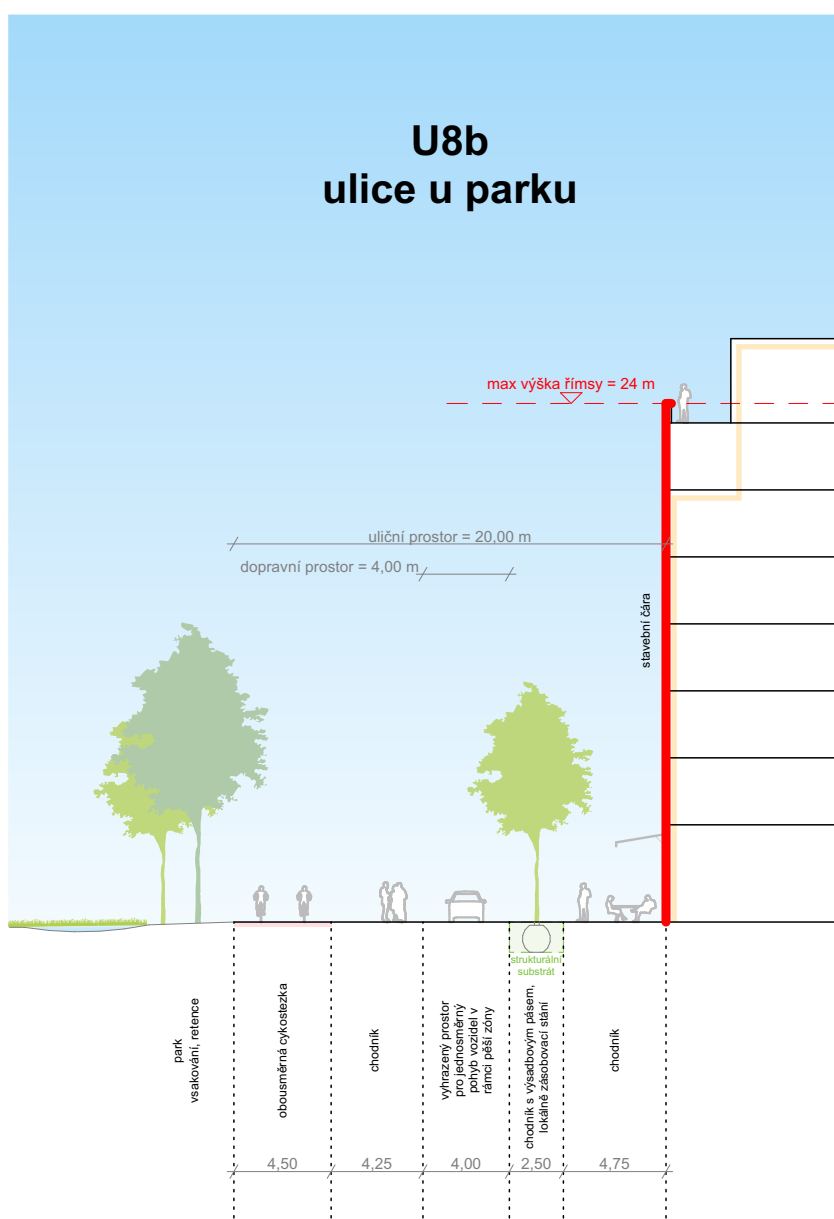 U8b
ulice u parku
max výška římsy = 24 m
uliční prostor = 20,00 m
dopravní prostor = 4,00 m
stavební čára
strukturální
substrát
park
vsakování, retence
obousměrná cykostezka
chodník
vyhrazený prostor
pro jednosměrný
pohyb vozidel v
rámci pěší zóny
chodník s výsadbovým pásem,
lokálně zásobovací stání
chodník
4,50
4,25
4,00
2,50
4,75